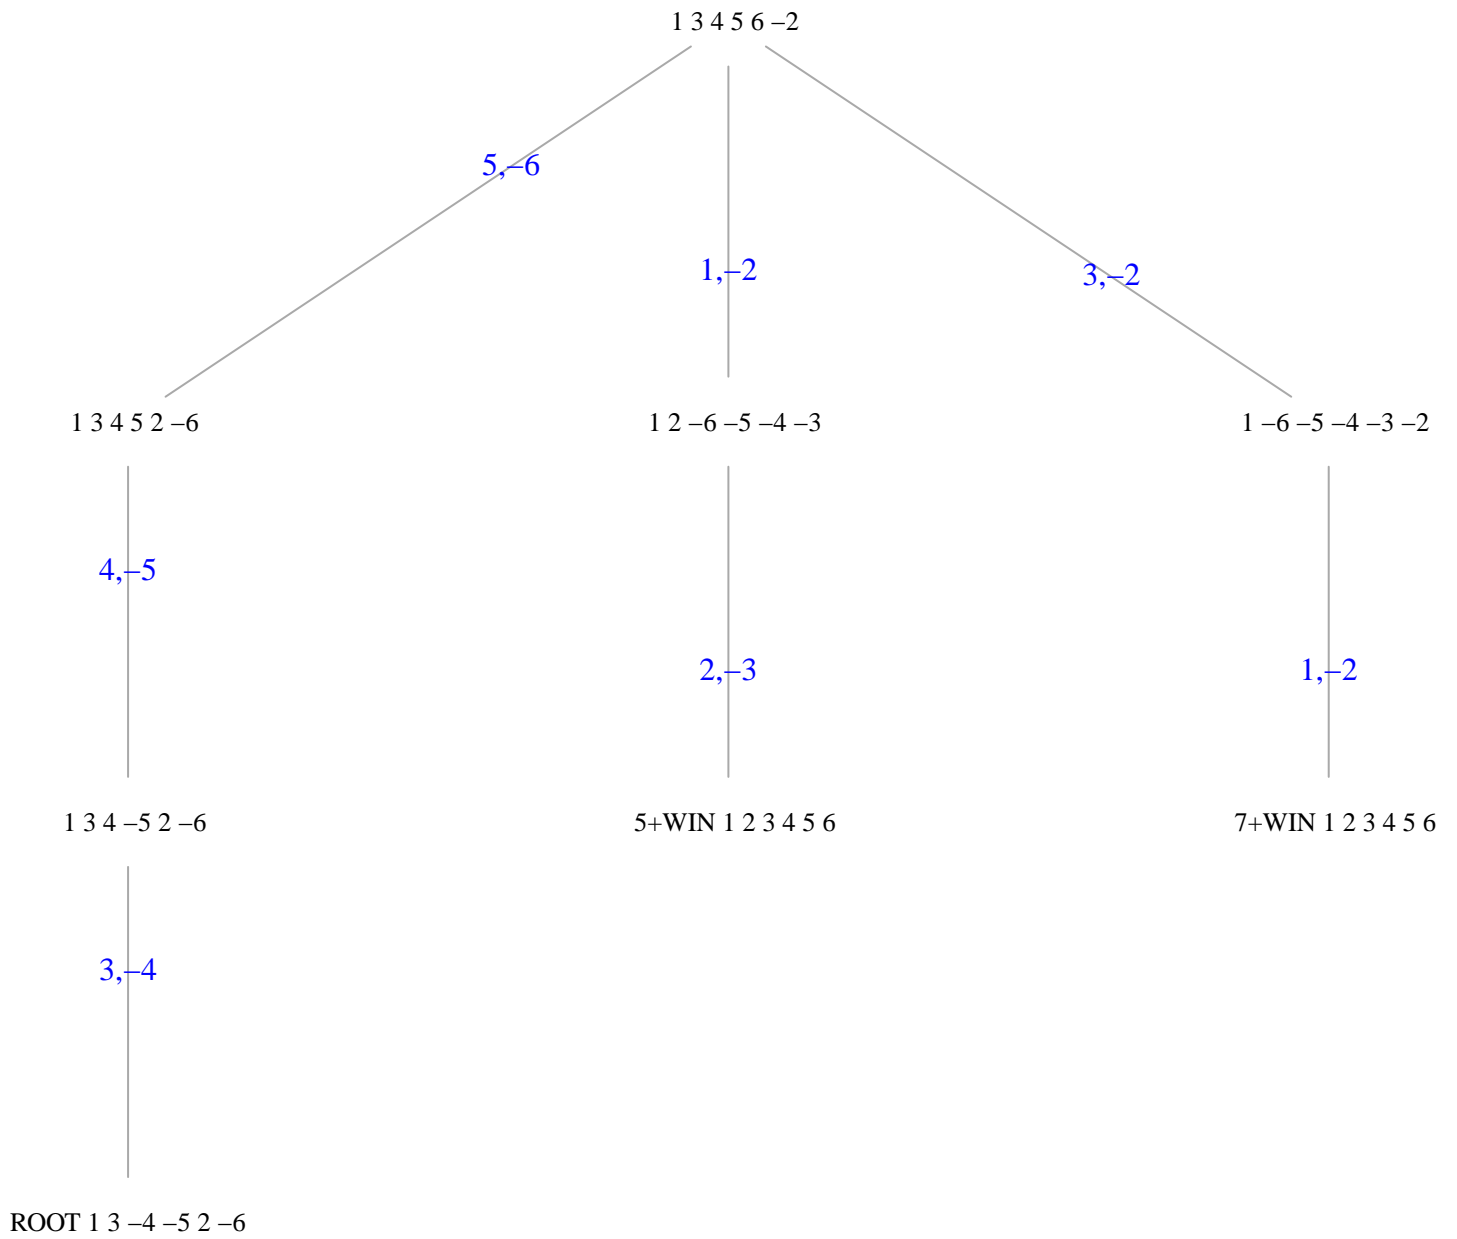 1 3 4 5 6 –2
5,–6
1,–2
3,–2
1 3 4 5 2 –6
1 2 –6 –5 –4 –3
1 –6 –5 –4 –3 –2
4,–5
2,–3
1,–2
1 3 4 –5 2 –6
5+WIN 1 2 3 4 5 6
7+WIN 1 2 3 4 5 6
3,–4
ROOT 1 3 –4 –5 2 –6